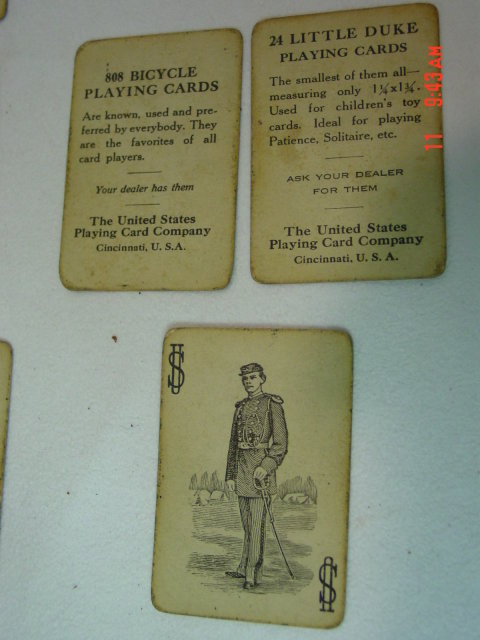 808 BICYCLE
PLAYING CARDS
Are known, used and pre-
ferred by everybody. They
are the favorites of all
card players.
Your dealer has them
The United States
Playing Card Company
Cincinnati, U. S. A.
24 LITTLE DUKE
PLAYING CARDS
The smallest of them all—
measuring only 1¼x1¾.
Used for children's toy
cards. Ideal for playing
Patience, Solitaire, etc.
ASK YOUR DEALER
FOR THEM
The United States
Playing Card Company
Cincinnati, U. S. A.
11 9:43AM